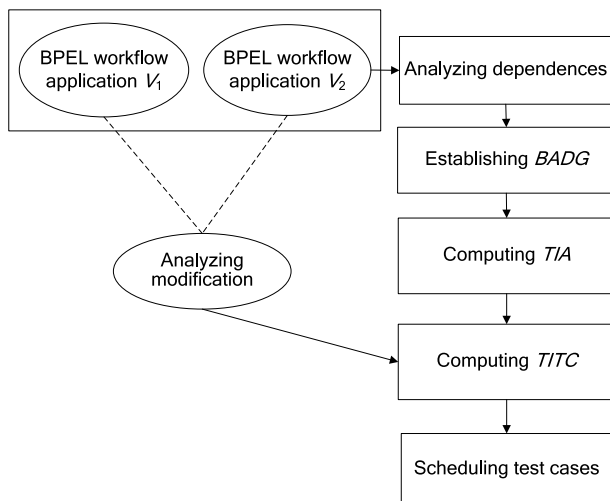 BPEL workflow
application V₁
BPEL workflow
application V₂
Analyzing dependences
Establishing BADG
Computing TIA
Analyzing
modification
Computing TITC
Scheduling test cases